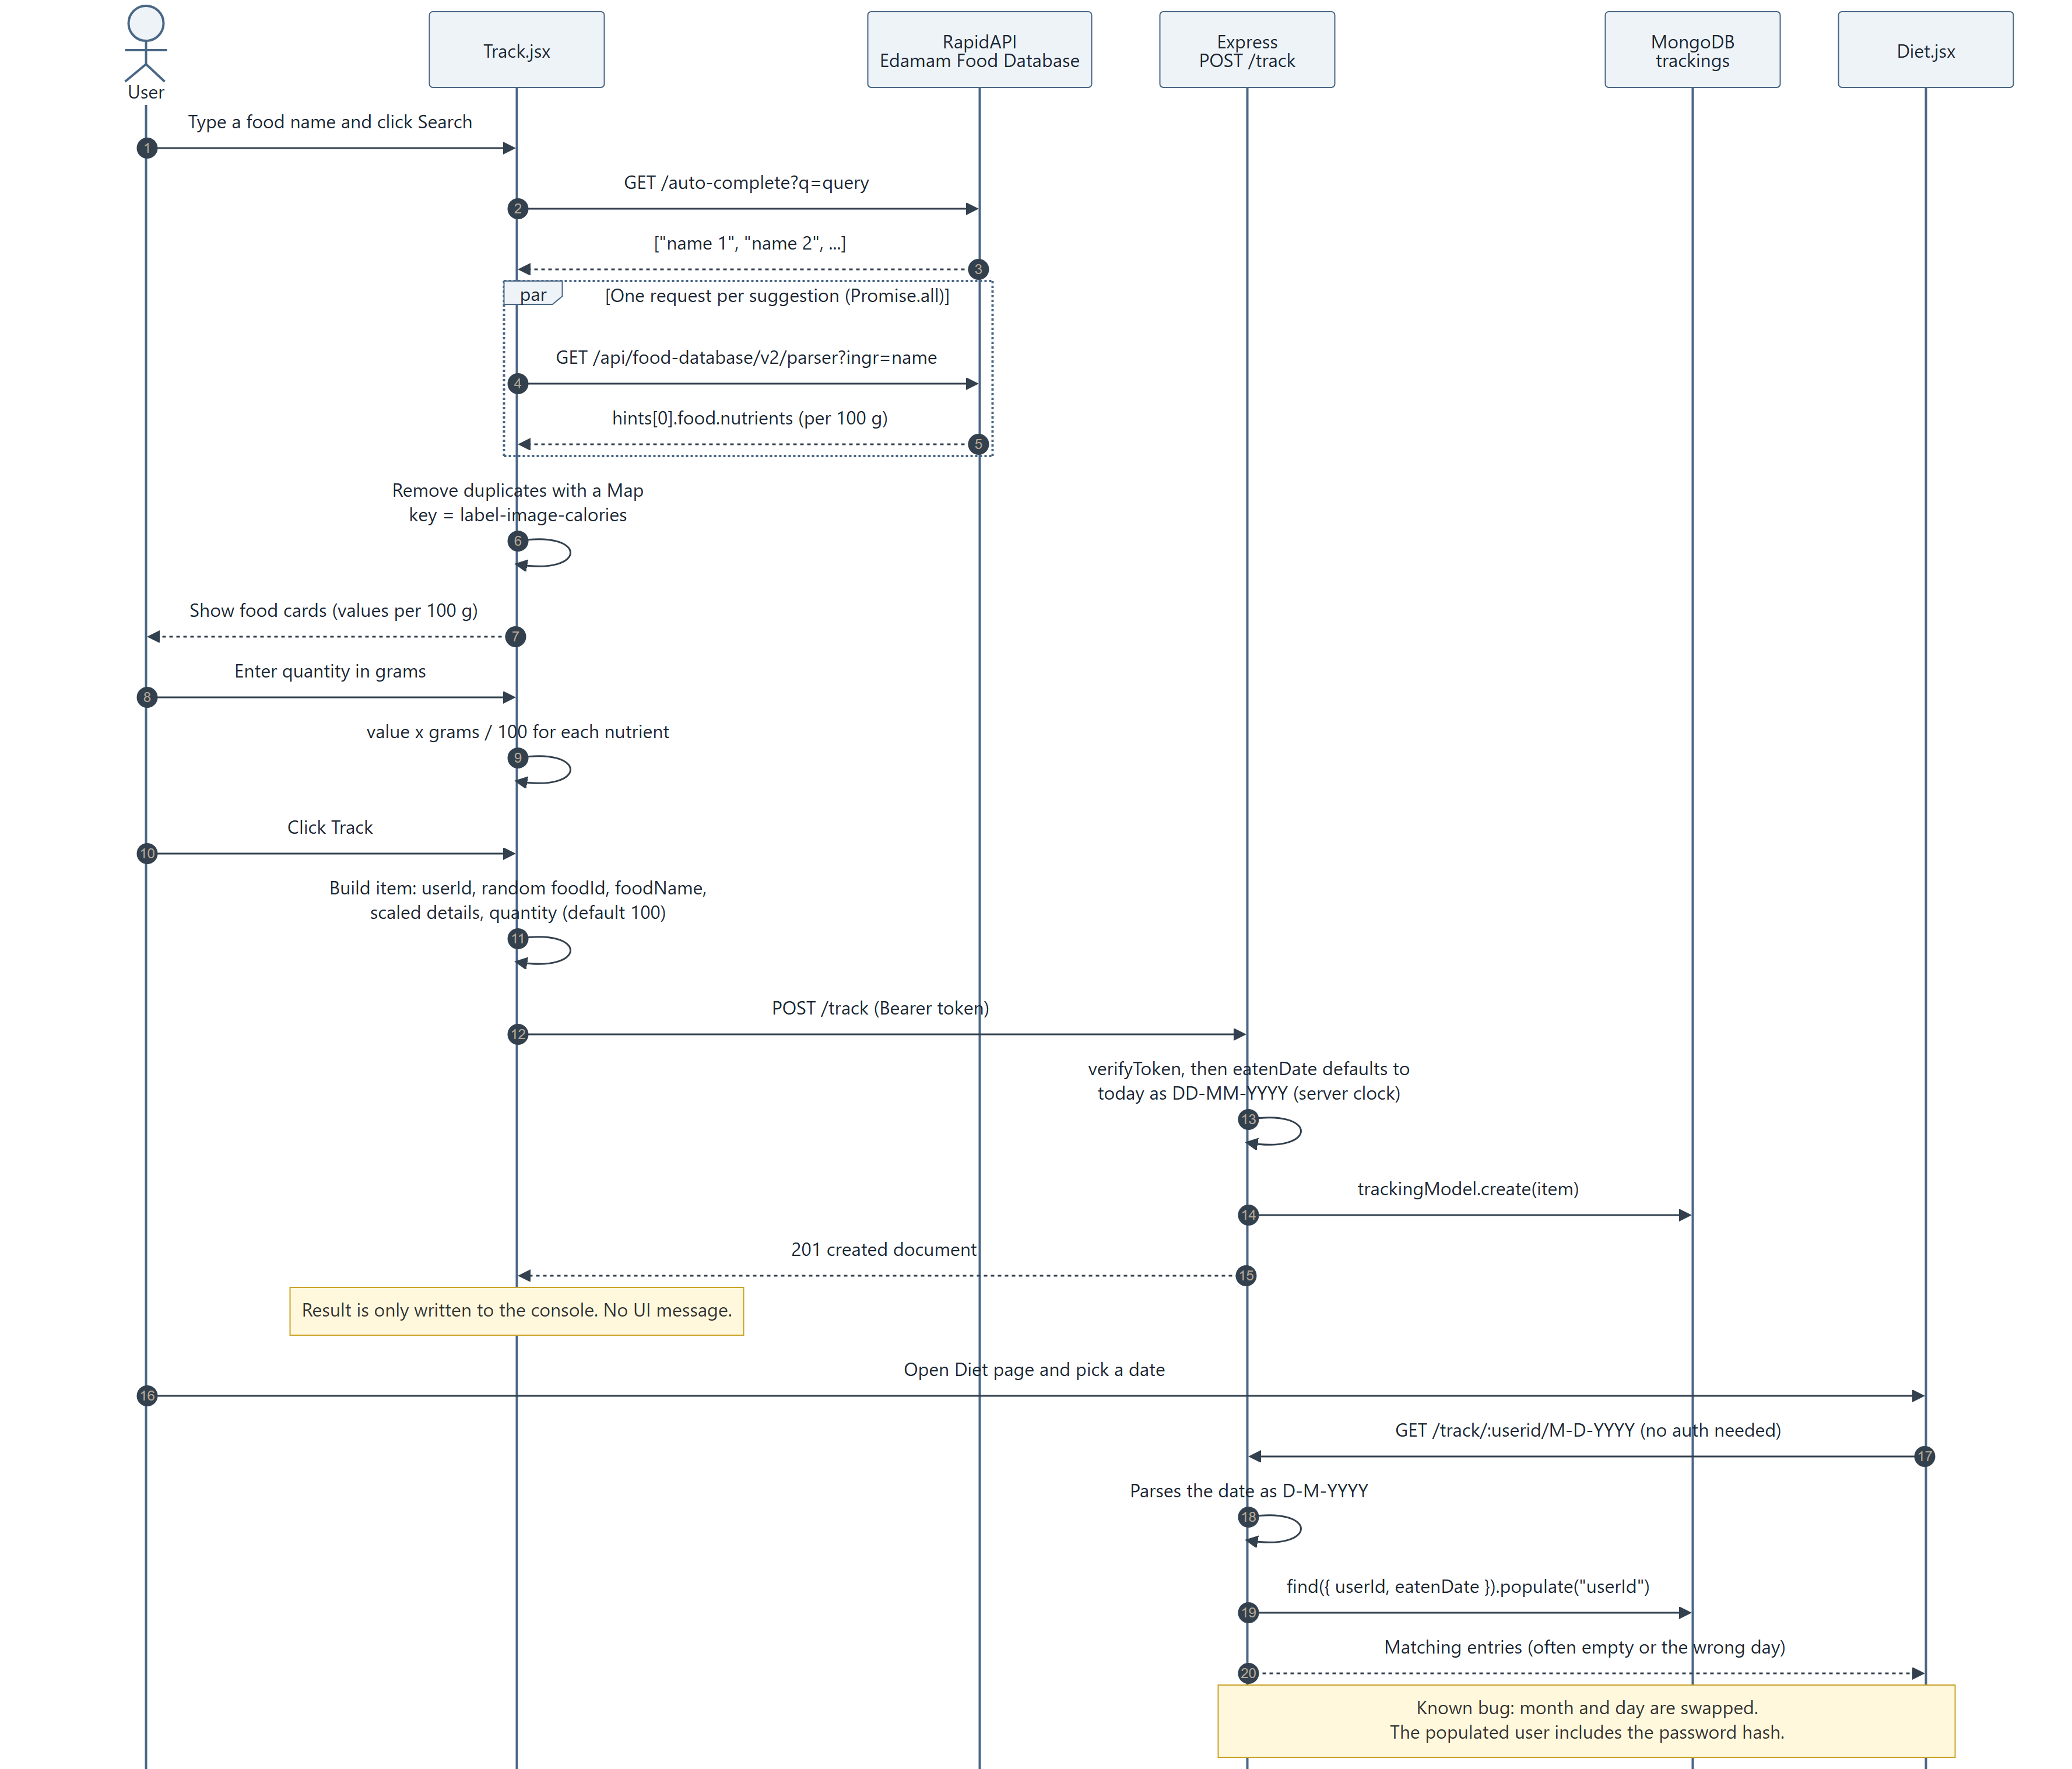 User
Track.jsx
RapidAPI
Edamam Food Database
Express
POST /track
MongoDB
trackings
Diet.jsx
Type a food name and click Search
1
GET /auto-complete?q=query
2
["name 1", "name 2", ...]
3
par
[One request per suggestion (Promise.all)]
GET /api/food-database/v2/parser?ingr=name
4
hints[0].food.nutrients (per 100 g)
5
Remove duplicates with a Map
key = label-image-calories
6
Show food cards (values per 100 g)
7
Enter quantity in grams
8
value x grams / 100 for each nutrient
9
Click Track
10
Build item: userId, random foodId, foodName,
scaled details, quantity (default 100)
11
POST /track (Bearer token)
12
verifyToken, then eatenDate defaults to
today as DD-MM-YYYY (server clock)
13
trackingModel.create(item)
14
201 created document
15
Result is only written to the console. No UI message.
Open Diet page and pick a date
16
GET /track/:userid/M-D-YYYY (no auth needed)
17
Parses the date as D-M-YYYY
18
find({ userId, eatenDate }).populate("userId")
19
Matching entries (often empty or the wrong day)
20
Known bug: month and day are swapped.
The populated user includes the password hash.